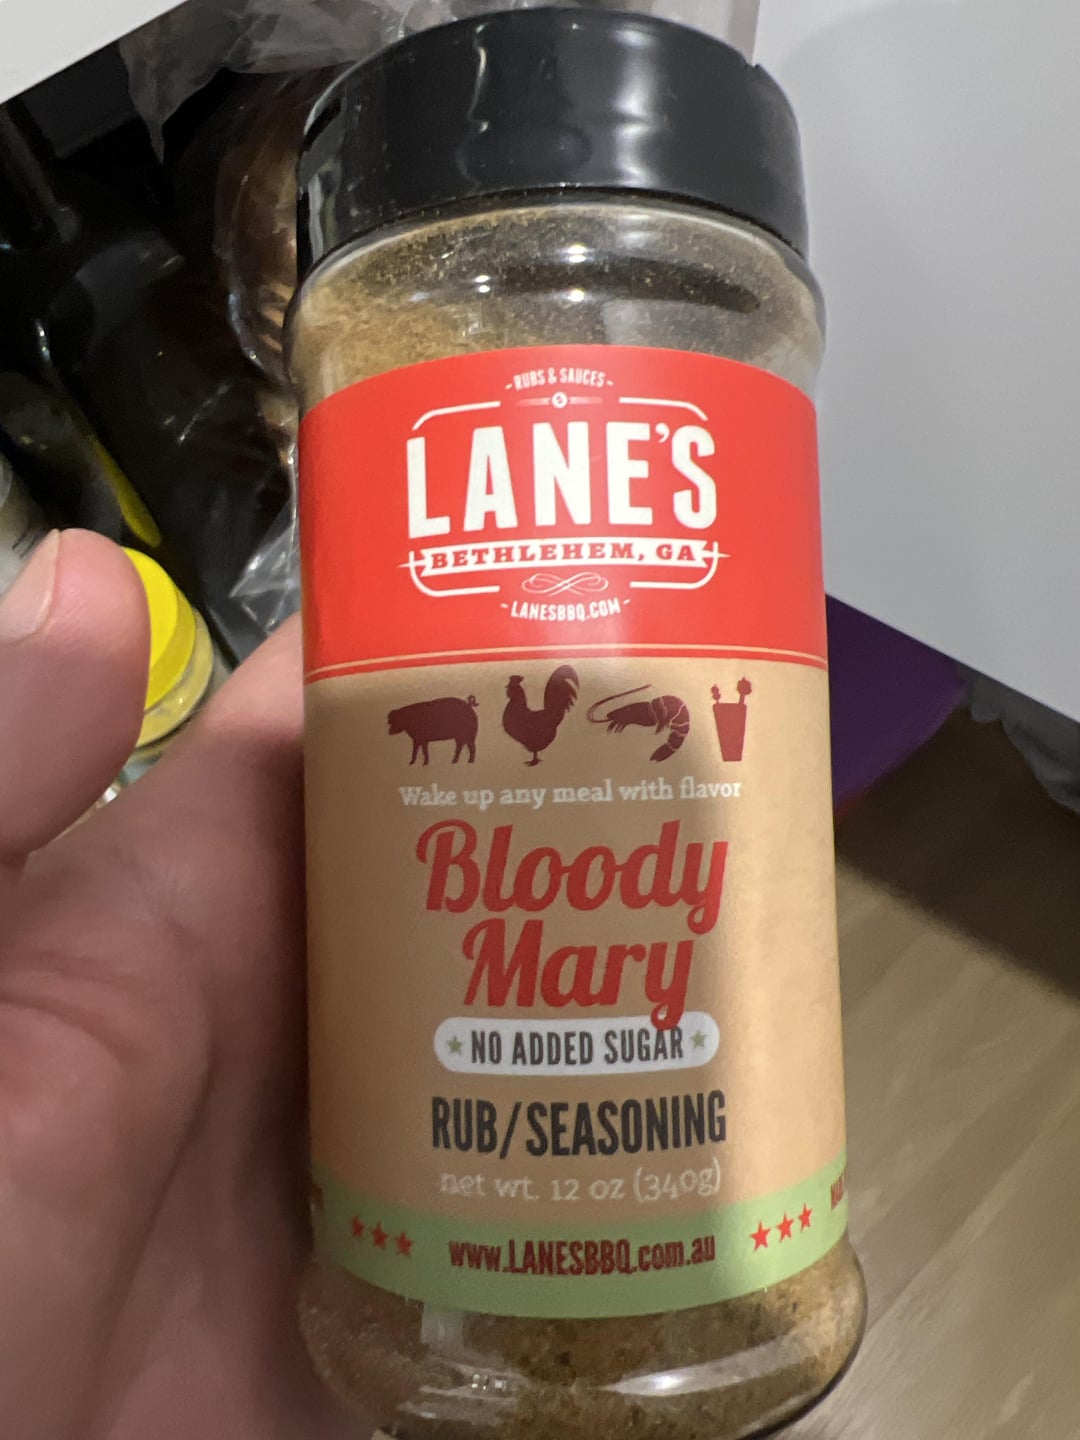 - RUBS & SAUCES -
LANE'S
BETHLEHEM, GA
- LANESBBQ.COM -
Wake up any meal with flavor
Bloody
Mary
NO ADDED SUGAR
RUB/SEASONING
net wt. 12 oz (340g)
www.LANESBBQ.com.au